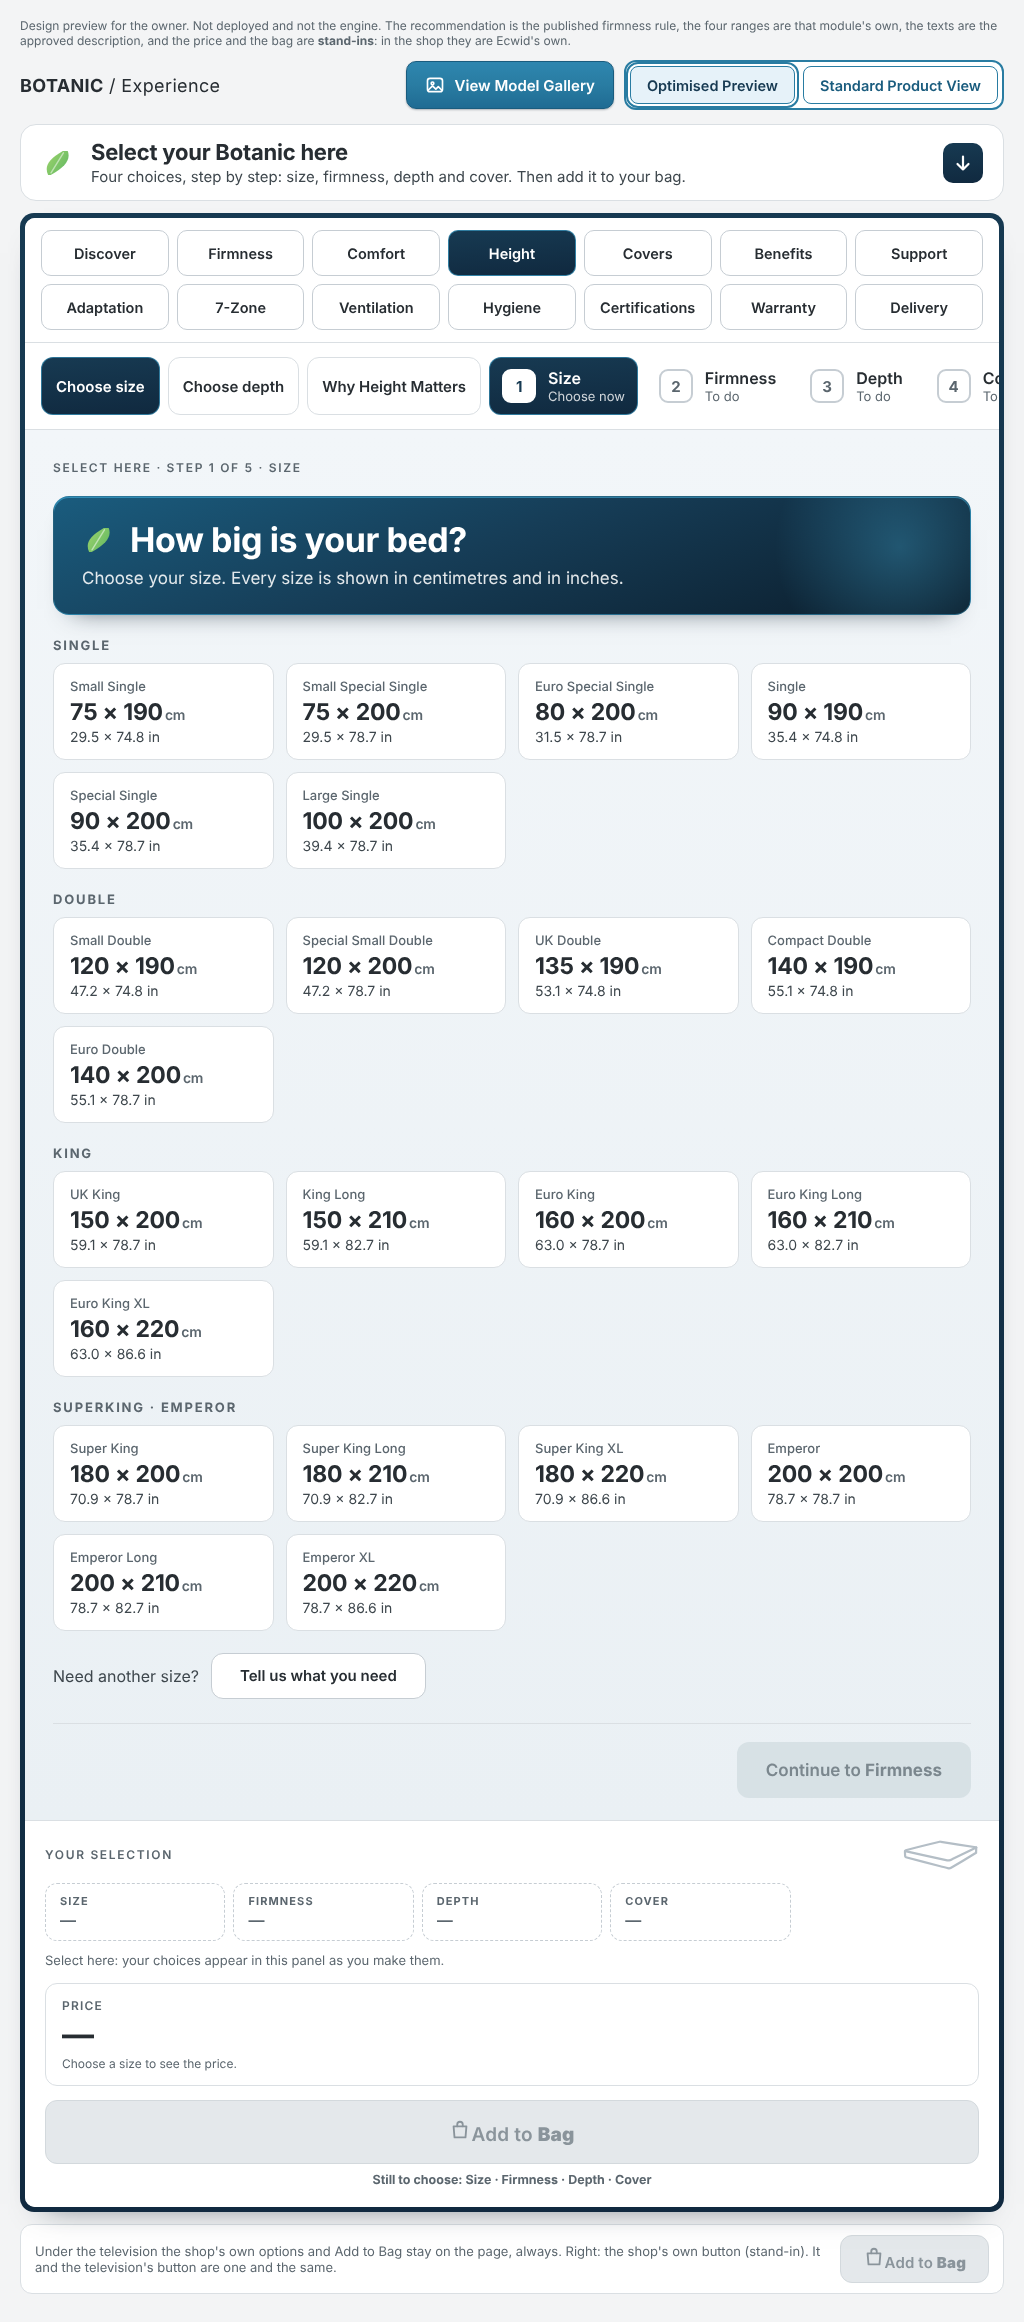 Design preview for the owner. Not deployed and not the engine. The recommendation is the published firmness rule, the four ranges are that module's own, the texts are the
approved description, and the price and the bag are stand-ins: in the shop they are Ecwid's own.
BOTANIC / Experience
View Model Gallery
Optimised Preview
Standard Product View
Select your Botanic here
Four choices, step by step: size, firmness, depth and cover. Then add it to your bag.
Discover
Firmness
Comfort
Height
Covers
Benefits
Support
Adaptation
7-Zone
Ventilation
Hygiene
Certifications
Warranty
Delivery
Choose size
Choose depth
Why Height Matters
1
Size
Choose now
2
Firmness
To do
3
Depth
To do
4
SELECT HERE · STEP 1 OF 5 · SIZE
How big is your bed?
Choose your size. Every size is shown in centimetres and in inches.
SINGLE
Small Single
75 × 190 cm
29.5 × 74.8 in
Small Special Single
75 × 200 cm
29.5 × 78.7 in
Euro Special Single
80 × 200 cm
31.5 × 78.7 in
Single
90 × 190 cm
35.4 × 74.8 in
Special Single
90 × 200 cm
35.4 × 78.7 in
Large Single
100 × 200 cm
39.4 × 78.7 in
DOUBLE
Small Double
120 × 190 cm
47.2 × 74.8 in
Special Small Double
120 × 200 cm
47.2 × 78.7 in
UK Double
135 × 190 cm
53.1 × 74.8 in
Compact Double
140 × 190 cm
55.1 × 74.8 in
Euro Double
140 × 200 cm
55.1 × 78.7 in
KING
UK King
150 × 200 cm
59.1 × 78.7 in
King Long
150 × 210 cm
59.1 × 82.7 in
Euro King
160 × 200 cm
63.0 × 78.7 in
Euro King Long
160 × 210 cm
63.0 × 82.7 in
Euro King XL
160 × 220 cm
63.0 × 86.6 in
SUPERKING · EMPEROR
Super King
180 × 200 cm
70.9 × 78.7 in
Super King Long
180 × 210 cm
70.9 × 82.7 in
Super King XL
180 × 220 cm
70.9 × 86.6 in
Emperor
200 × 200 cm
78.7 × 78.7 in
Emperor Long
200 × 210 cm
78.7 × 82.7 in
Emperor XL
200 × 220 cm
78.7 × 86.6 in
Need another size?
Tell us what you need
Continue to Firmness
YOUR SELECTION
SIZE
—
FIRMNESS
—
DEPTH
—
COVER
—
Select here: your choices appear in this panel as you make them.
PRICE
—
Choose a size to see the price.
Add to Bag
Still to choose: Size · Firmness · Depth · Cover
Under the television the shop's own options and Add to Bag stay on the page, always. Right: the shop's own button (stand-in). It
and the television's button are one and the same.
Add to Bag